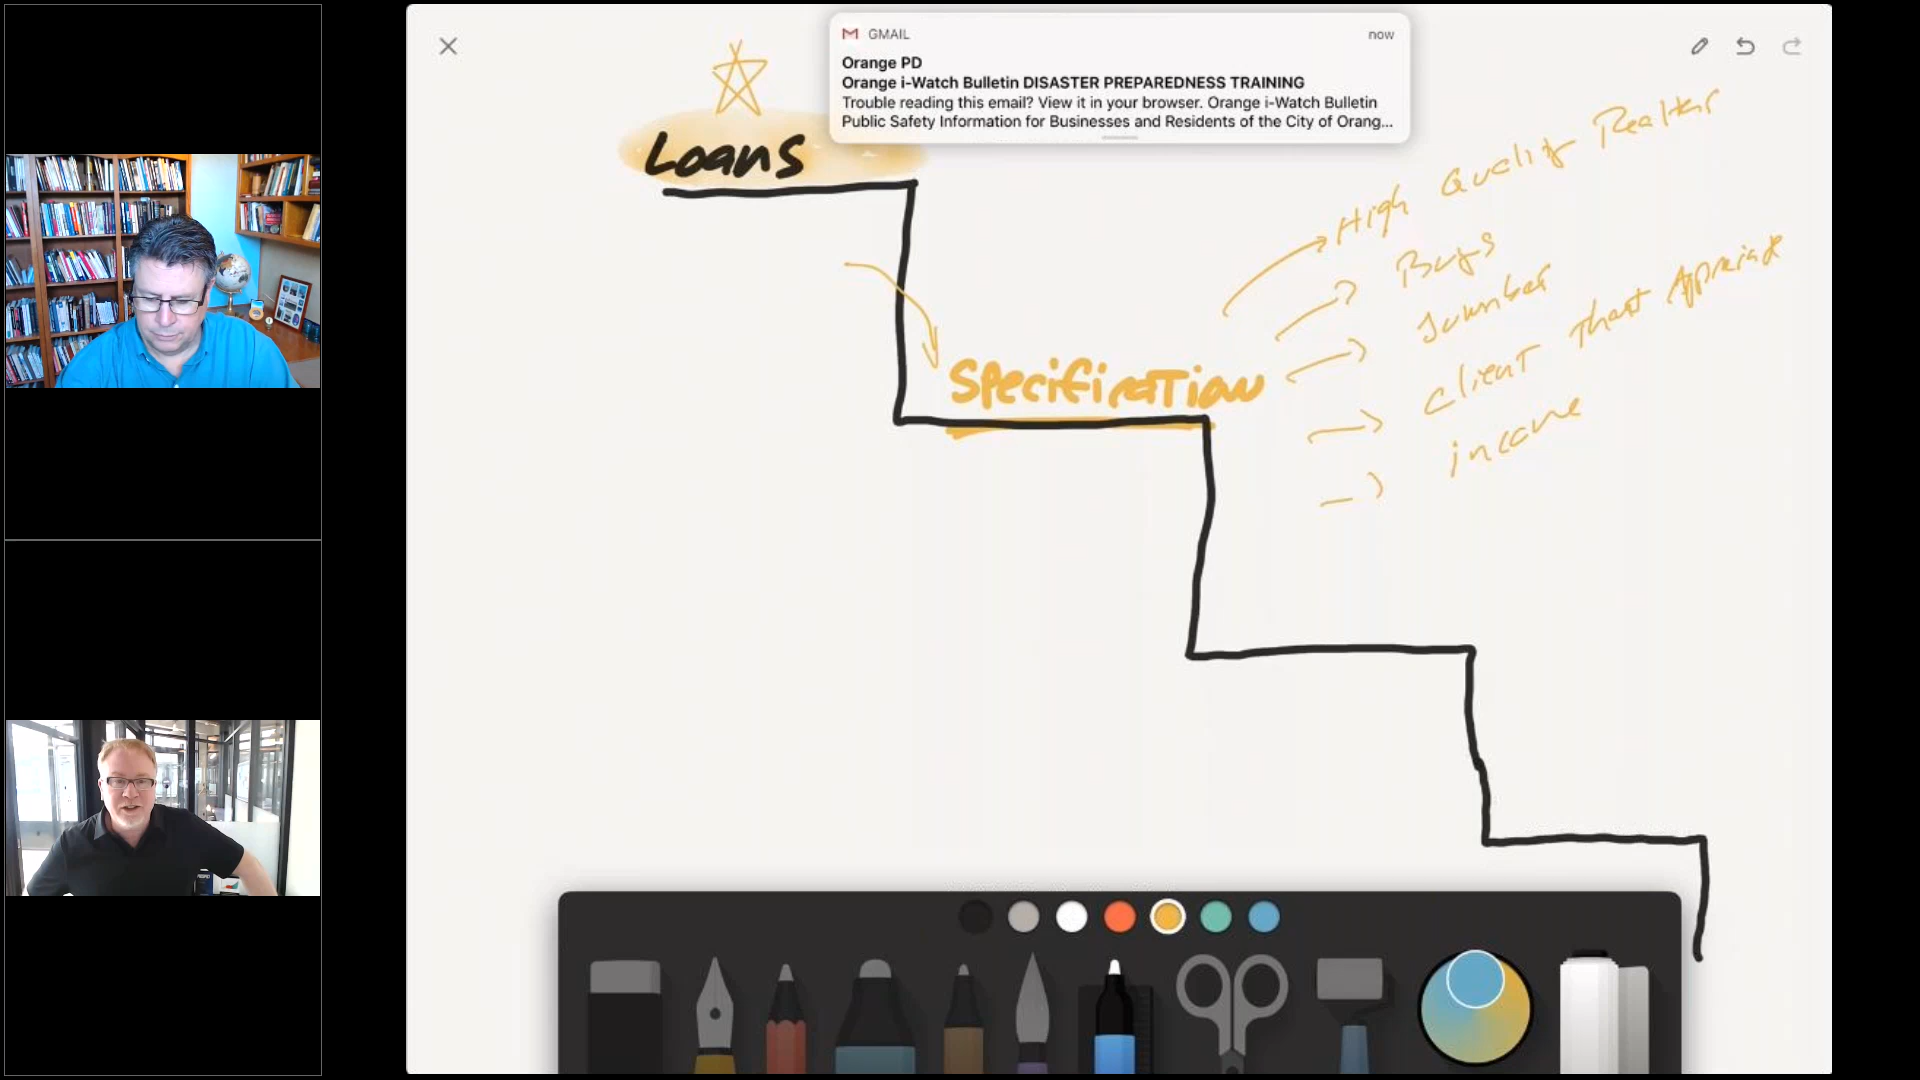 GMAIL
now
Orange PD
Orange i-Watch Bulletin DISASTER PREPAREDNESS TRAINING
Trouble reading this email? View it in your browser. Orange i-Watch Bulletin
Public Safety Information for Businesses and Residents of the City of Orang...
Loans
High Quality Realtor
Buys
client that
income
Specification